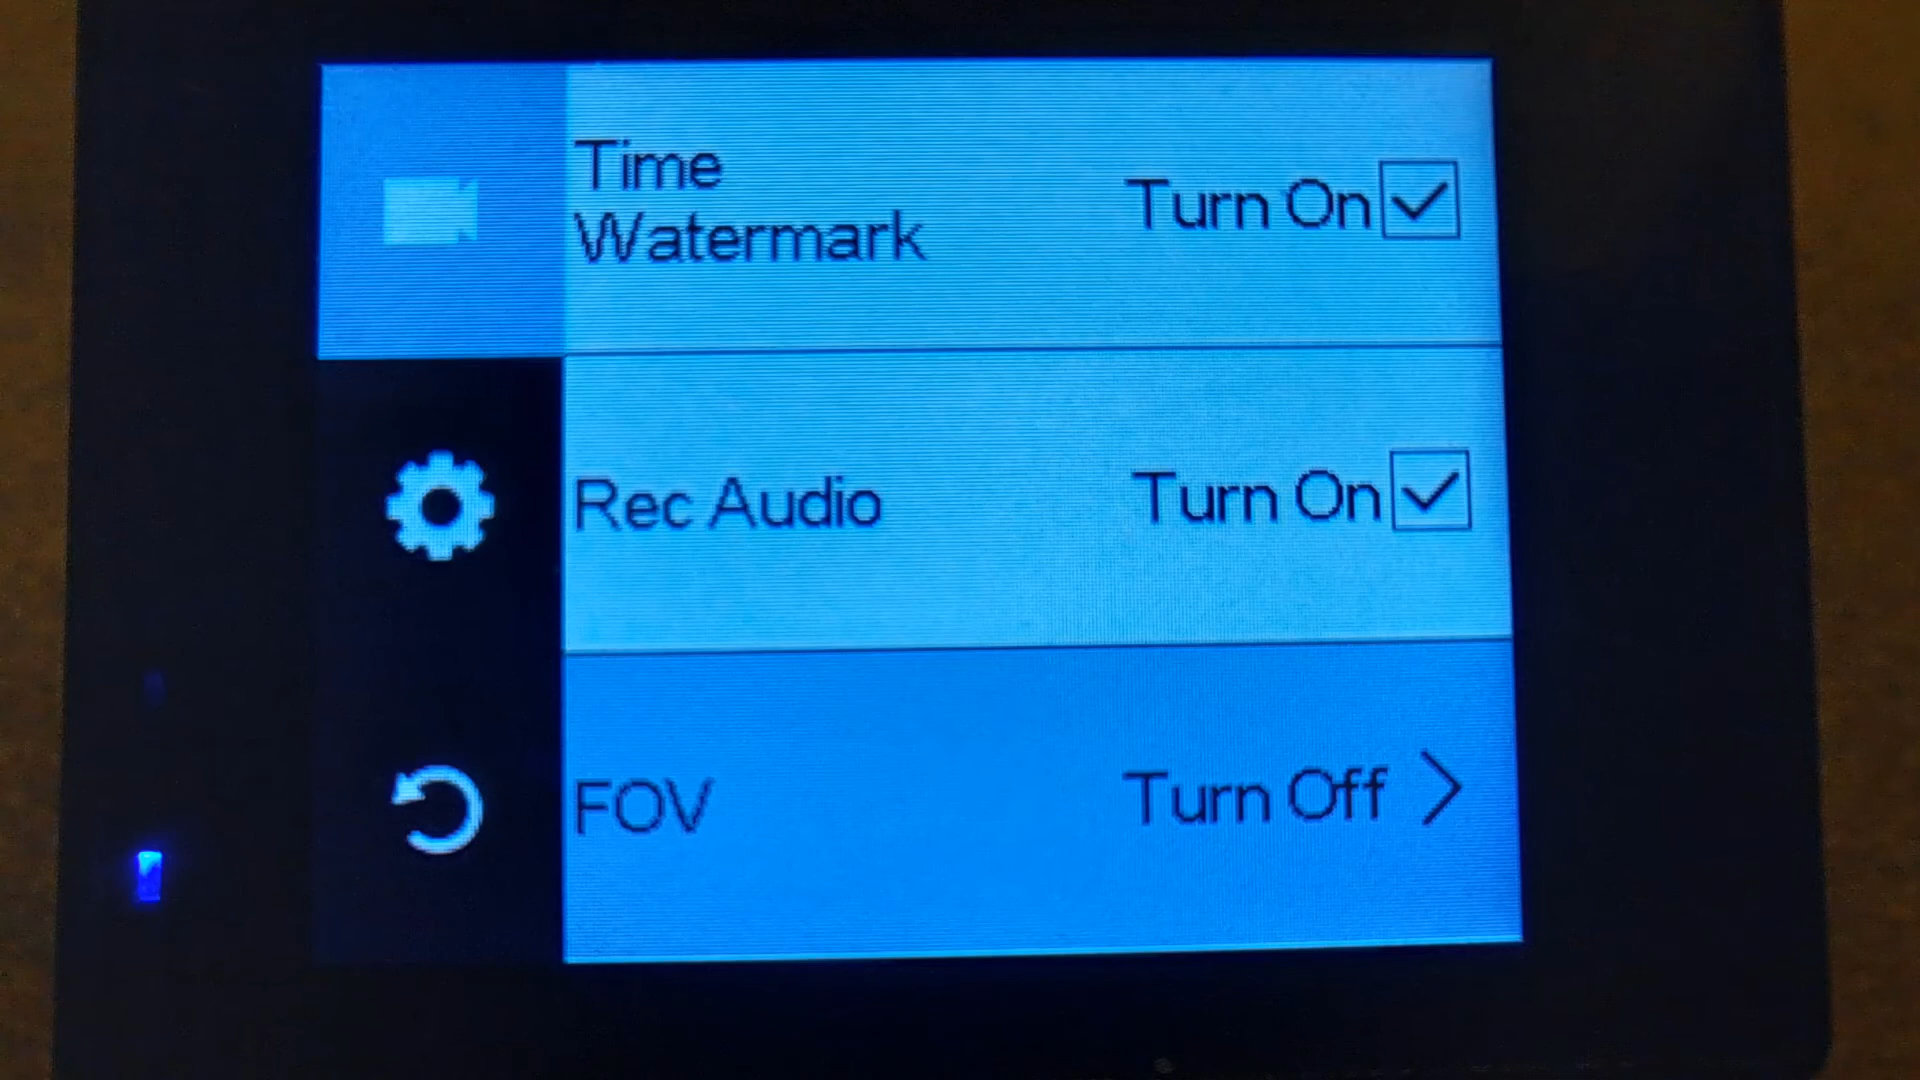 Time
Watermark
Turn On
Rec Audio
Turn On
FOV
Turn Off